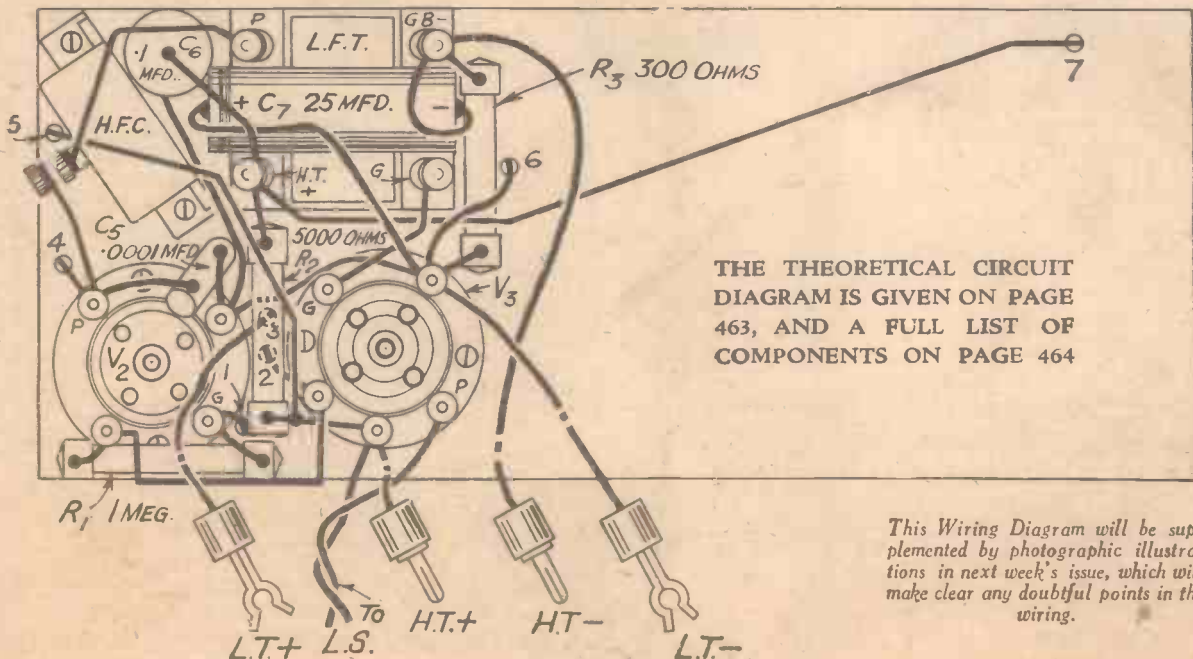 P
L.F.T.
GB-
.1
C6
MFD..
R3 300 OHMS
7
+ C7 25 MFD. -
5
H.F.C.
H.T.
+
G
6
C5
.0001 MFD
5000 OHMS
R2
4
P
G
V3
V2
3
2
1
G
P
THE THEORETICAL CIRCUIT
DIAGRAM IS GIVEN ON PAGE
463, AND A FULL LIST OF
COMPONENTS ON PAGE 464
R1 1 MEG.
TO
L.T.+
L.S.
H.T.+
H.T-
L.T.-
This Wiring Diagram will be sup
plemented by photographic illustra
tions in next week's issue, which wil
make clear any doubtful points in th
wiring.